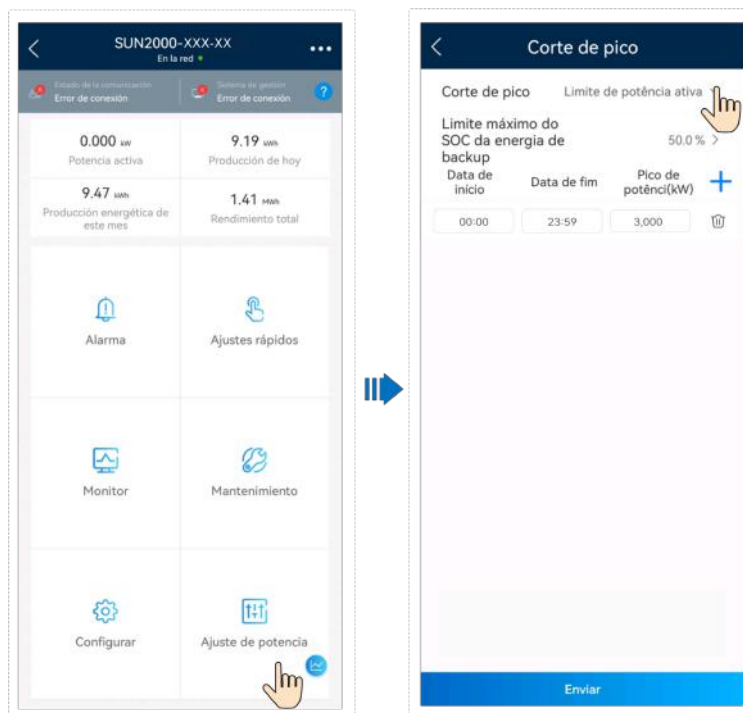 SUN2000-XXX-XX
En la red
Estado de la comunicación
Error de conexión
Sistema de gestión
Error de conexión
?
0.000 kW
Potencia activa
9.19 kWh
Producción de hoy
9.47 kWh
Producción energética de
este mes
1.41 MWh
Rendimiento total
Alarma
Ajustes rápidos
Monitor
Mantenimiento
Configurar
Ajuste de potencia
Corte de pico
Corte de pico
Limite de potência ativa
Limite máximo do
SOC da energia de
backup
50.0 %
Data de
início
Data de fim
Pico de
potênci(kW)
00:00
23:59
3,000
Enviar